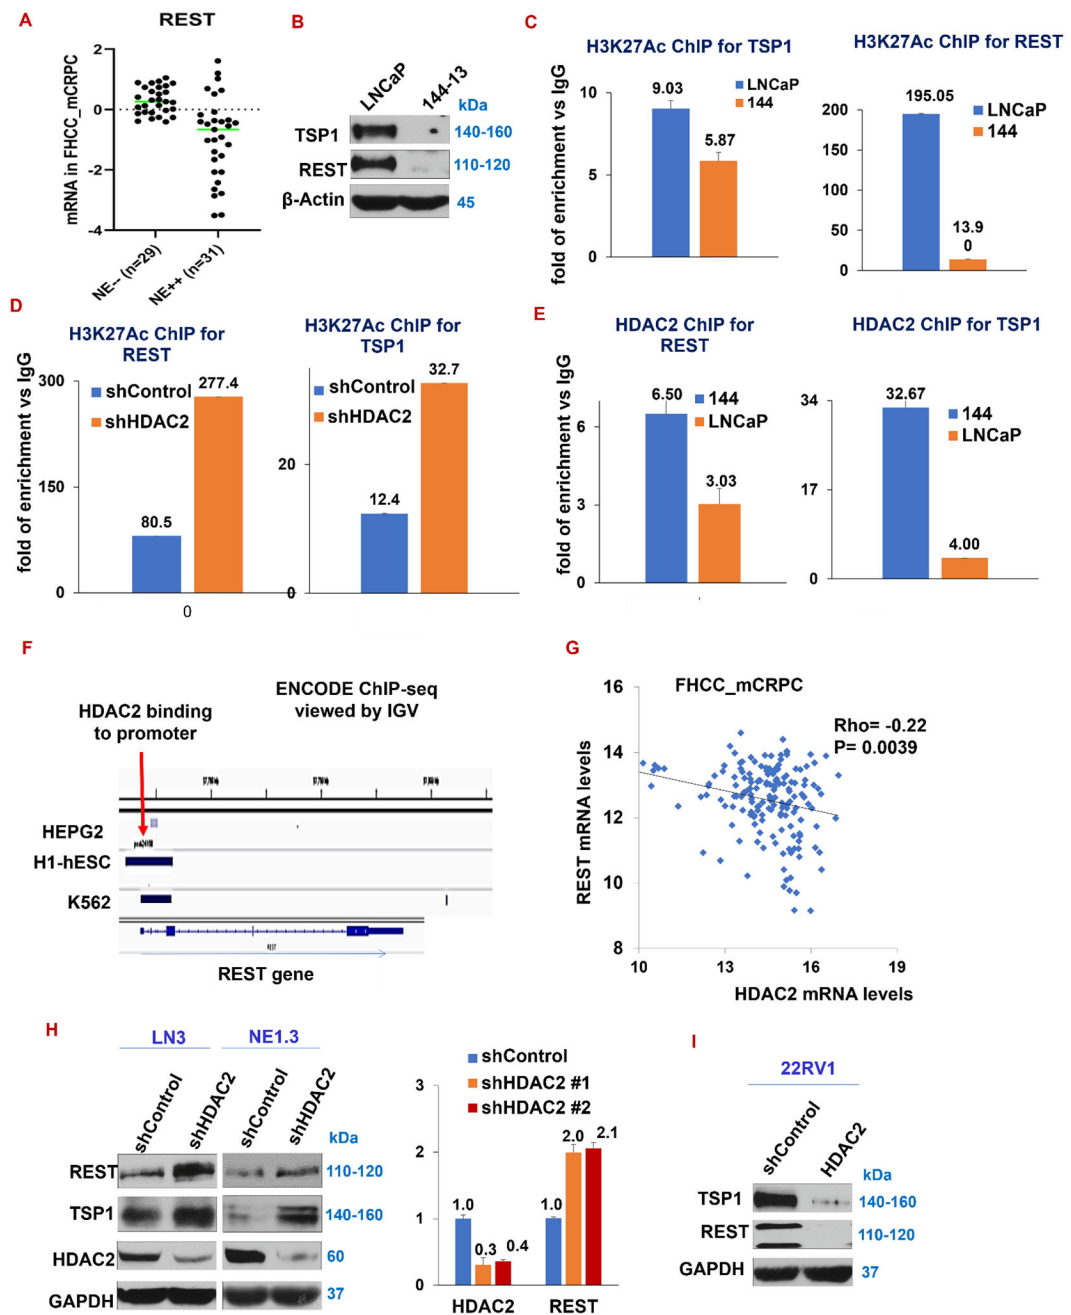 A
REST
mRNA in FHCC_mCRPC
2
0
-2
-4
NE-- (n=29)
NE++ (n=31)
B
LNCaP
144-13
kDa
TSP1
140-160
REST
110-120
β-Actin
45
C
H3K27Ac ChIP for TSP1
fold of enrichment vs IgG
10
5
0
9.03
5.87
LNCaP
144
H3K27Ac ChIP for REST
200
150
100
50
0
195.05
13.9
0
LNCaP
144
D
H3K27Ac ChIP for
REST
fold of enrichment vs IgG
300
150
0
80.5
277.4
shControl
shHDAC2
0
H3K27Ac ChIP for
TSP1
20
0
12.4
32.7
shControl
shHDAC2
E
HDAC2 ChIP for
REST
fold of enrichment vs IgG
6
3
0
6.50
3.03
144
LNCaP
HDAC2 ChIP for TSP1
34
17
0
32.67
4.00
144
LNCaP
F
ENCODE ChIP-seq
viewed by IGV
HDAC2 binding
to promoter
HEPG2
H1-hESC
K562
REST
REST gene
G
FHCC_mCRPC
Rho= -0.22
P= 0.0039
REST mRNA levels
16
14
12
10
8
10
13
16
19
HDAC2 mRNA levels
H
LN3
NE1.3
shControl
shHDAC2
shControl
shHDAC2
kDa
REST
110-120
TSP1
140-160
HDAC2
60
GAPDH
37
shControl
shHDAC2 #1
shHDAC2 #2
3
2
1
0
1.0
0.3
0.4
1.0
2.0
2.1
HDAC2
REST
I
22RV1
shControl
HDAC2
kDa
TSP1
140-160
REST
110-120
GAPDH
37